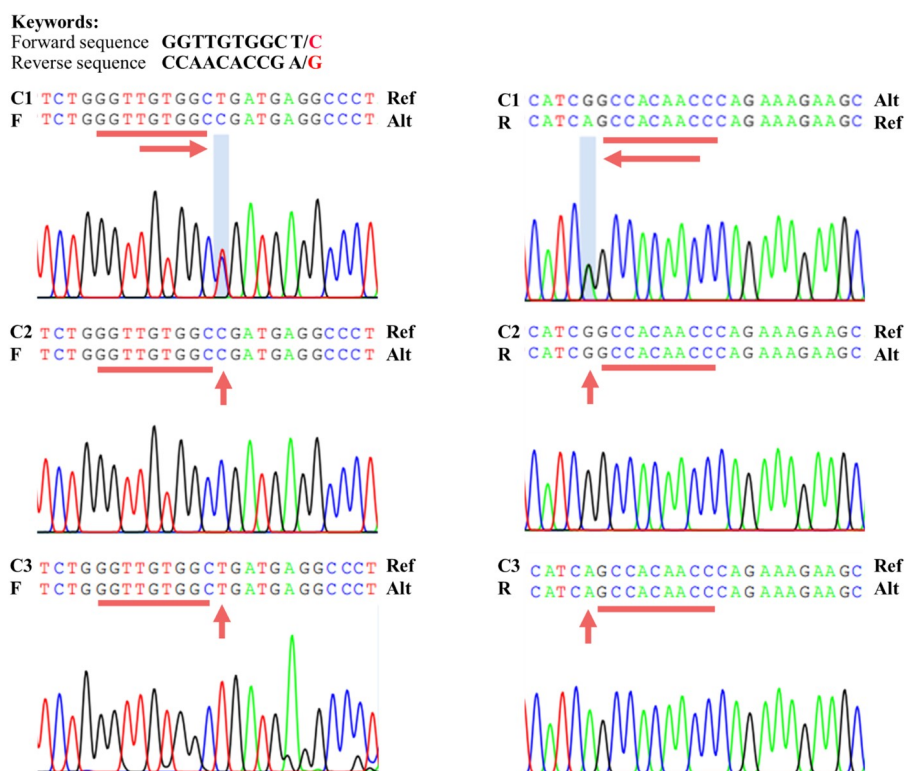 Keywords:
Forward sequence GGTTGTGGC T/C
Reverse sequence CCAACACCG A/G
C1 TCTGGGTTGTGGCTGATGAGGCCCT Ref
F TCTGGGTTGTGGCCGATGAGGCCCT Alt
C1 CATCGGCCACAACCCAGAAAGAAGC Alt
R CATCAGCCACAACCCAGAAAGAAGC Ref
C2 TCTGGGTTGTGGCCGATGAGGCCCT Ref
F TCTGGGTTGTGGCCGATGAGGCCCT Alt
C2 CATCGGCCACAACCCAGAAAGAAGC Ref
R CATCGGCCACAACCCAGAAAGAAGC Alt
C3 TCTGGGTTGTGGCTGATGAGGCCCT Ref
F TCTGGGTTGTGGCTGATGAGGCCCT Alt
C3 CATCAGCCACAACCCAGAAAGAAGC Ref
R CATCAGCCACAACCCAGAAAGAAGC Alt